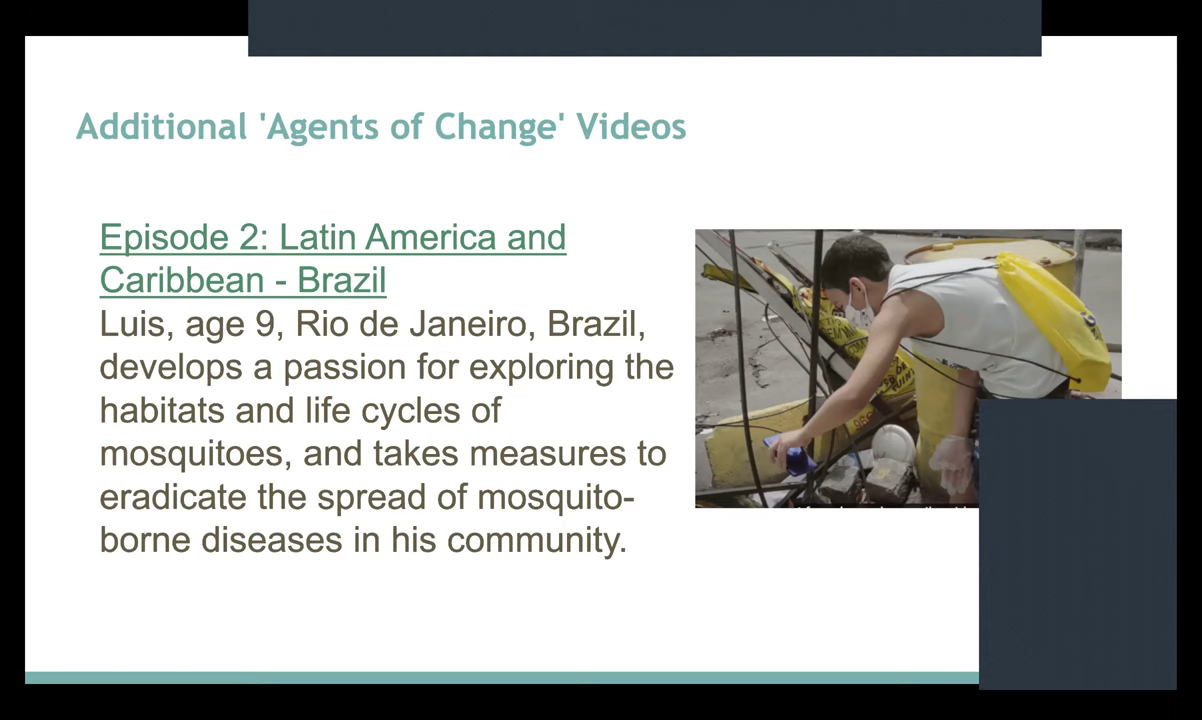 Additional 'Agents of Change' Videos
Episode 2: Latin America and
Caribbean - Brazil
Luis, age 9, Rio de Janeiro, Brazil,
develops a passion for exploring the
habitats and life cycles of
mosquitoes, and takes measures to
eradicate the spread of mosquito-
borne diseases in his community.